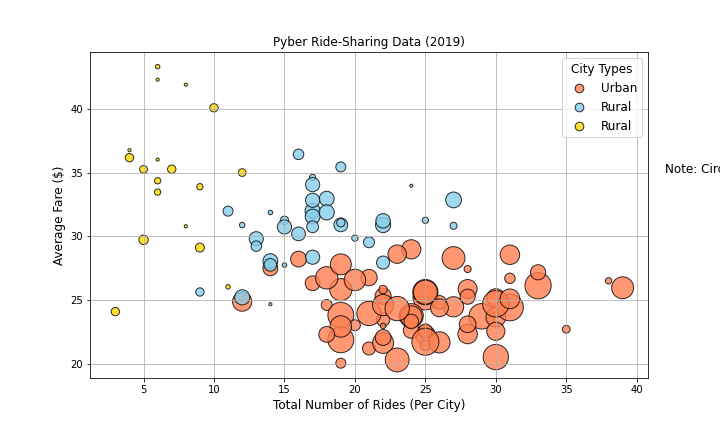 Pyber Ride-Sharing Data (2019)
City Types
Urban
Rural
Rural
Note: Circ
Average Fare ($)
40
35
30
25
20
5
10
15
20
25
30
35
40
Total Number of Rides (Per City)